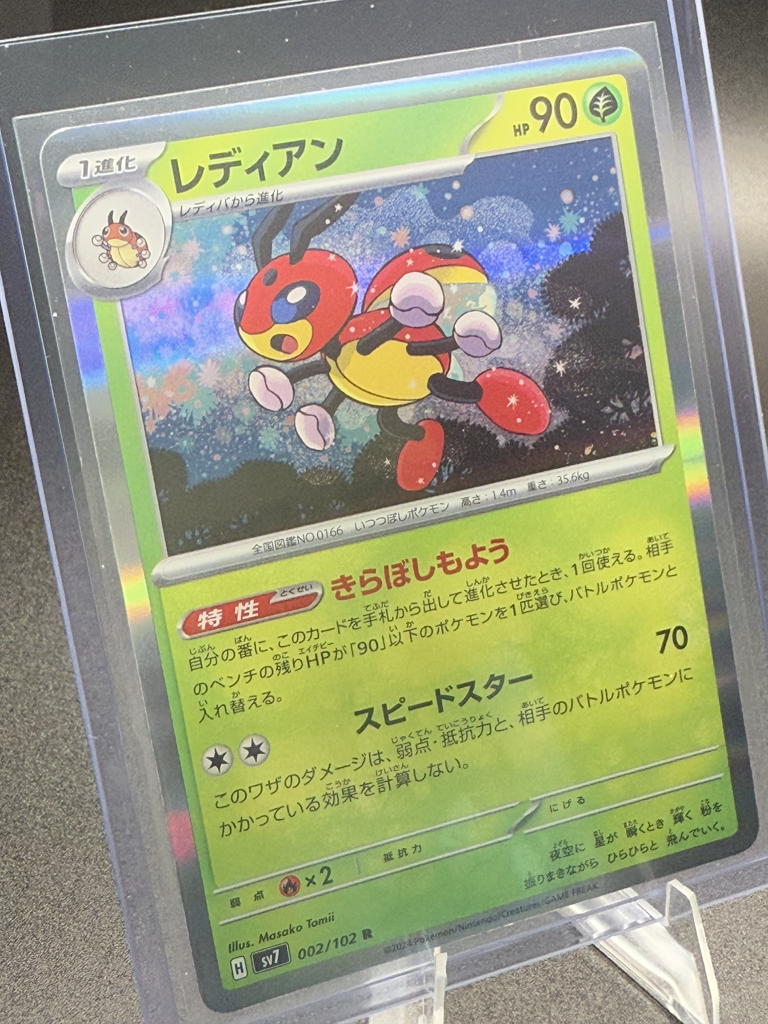 1進化
レディアン
HP90
レディバから進化
全国図鑑NO.0166 いつつぼしポケモン 高さ:1.4m 重さ:35.6kg
特性 とくせい きらぼしもよう
自分の番に、このカードを手札から出して進化させたとき、1回使える。相手
のベンチの残りHPが「90」以下のポケモンを1匹選び、バトルポケモンと
入れ替える。
スピードスター 70
このワザのダメージは、弱点・抵抗力と、相手のバトルポケモンに
かかっている効果を計算しない。
弱点 ×2 抵抗力 にげる
夜空に 星が 瞬くとき 輝く 粉を
振りまきながら ひらひらと 飛んでいく。
Illus. Masako Tomii
H SV7 002/102 R
©2024 Pokémon/Nintendo/Creatures/GAME FREAK